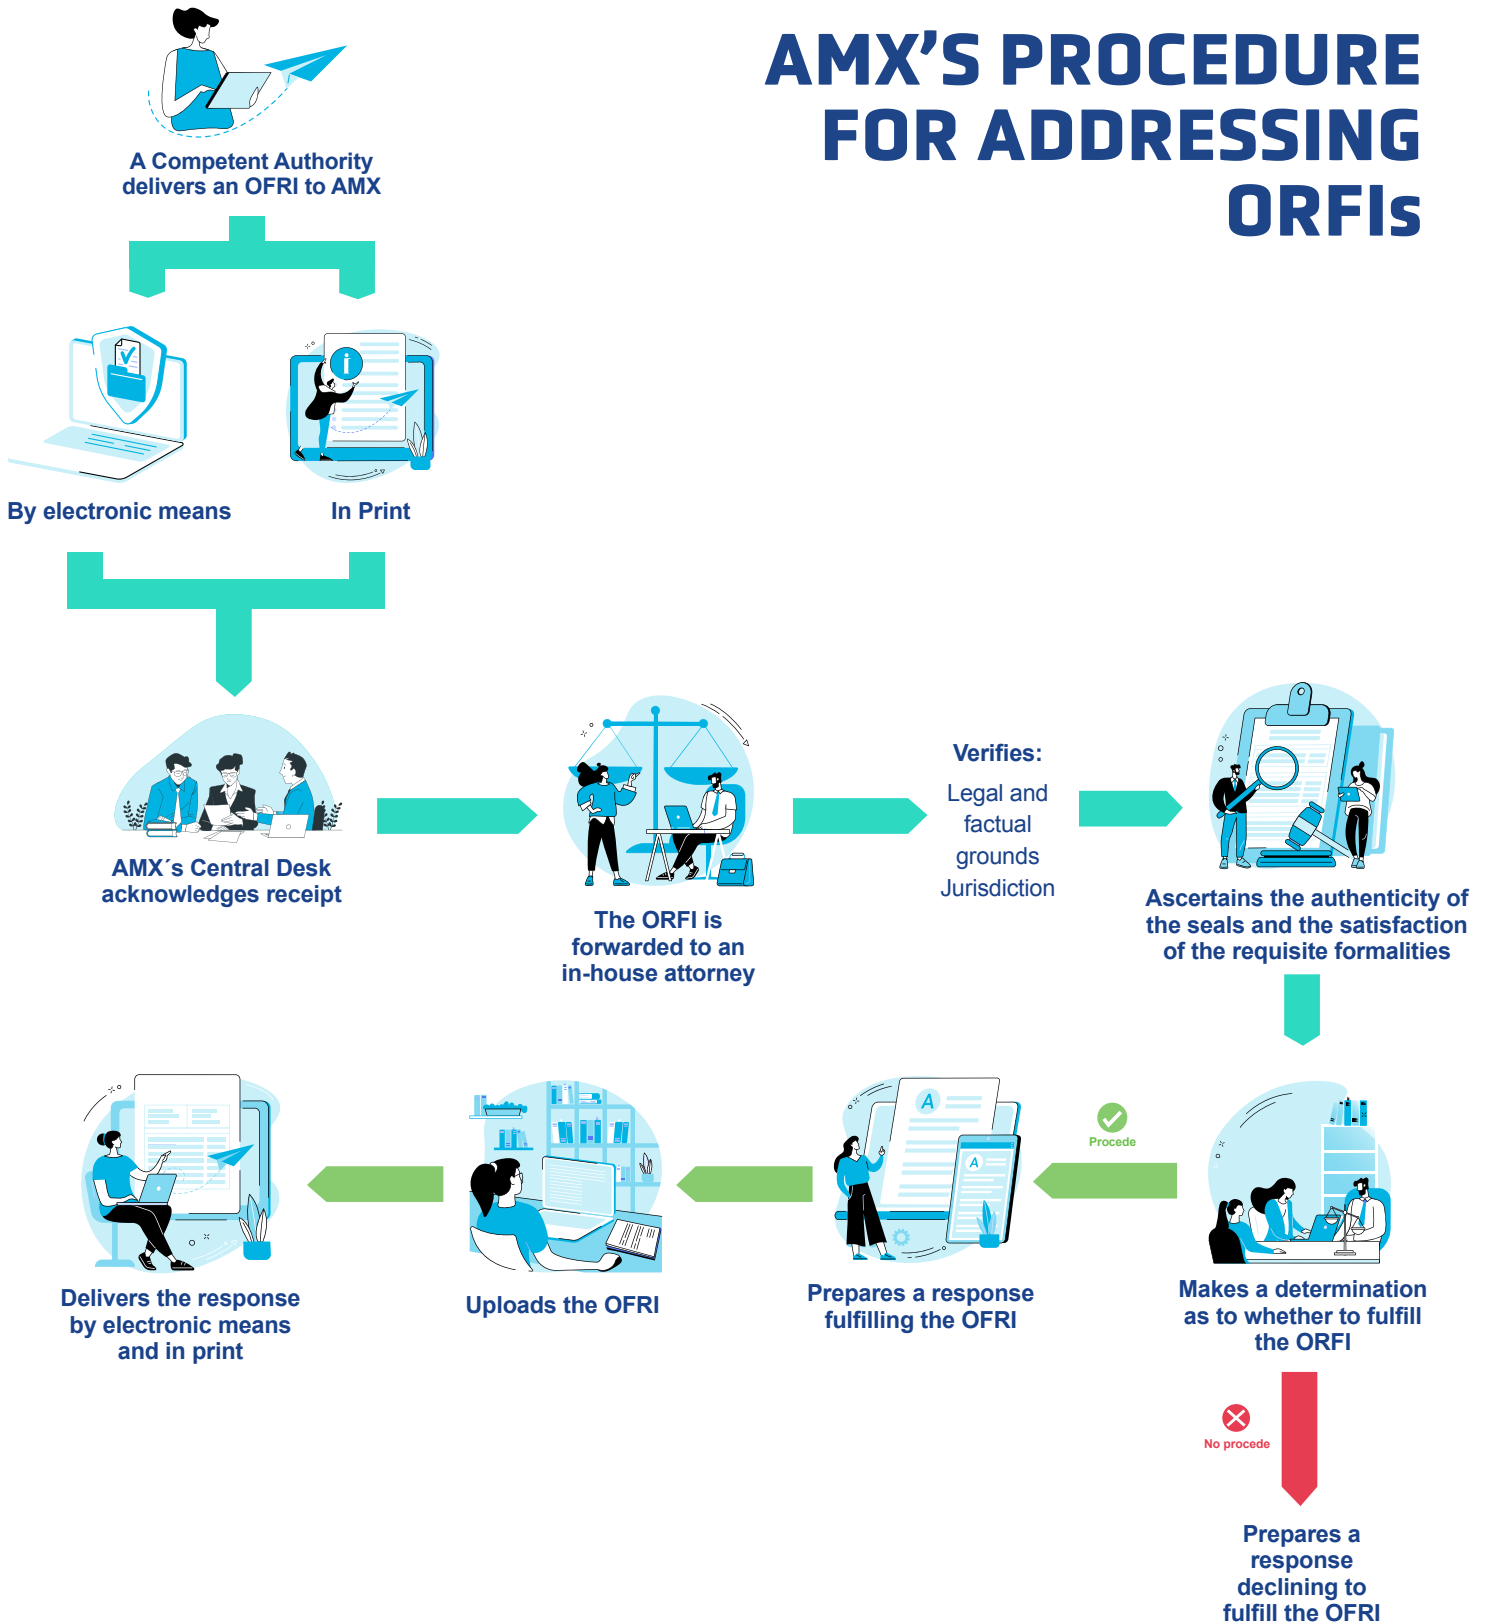 AMX'S PROCEDURE
FOR ADDRESSING
ORFIs
A Competent Authority
delivers an OFRI to AMX
By electronic means
In Print
AMX´s Central Desk
acknowledges receipt
The ORFI is
forwarded to an
in-house attorney
Verifies:
Legal and
factual
grounds
Jurisdiction
Ascertains the authenticity of
the seals and the satisfaction
of the requisite formalities
Makes a determination
as to whether to fulfill
the ORFI
Procede
Prepares a response
fulfilling the OFRI
A
A
Uploads the OFRI
Delivers the response
by electronic means
and in print
No procede
Prepares a
response
declining to
fulfill the OFRI